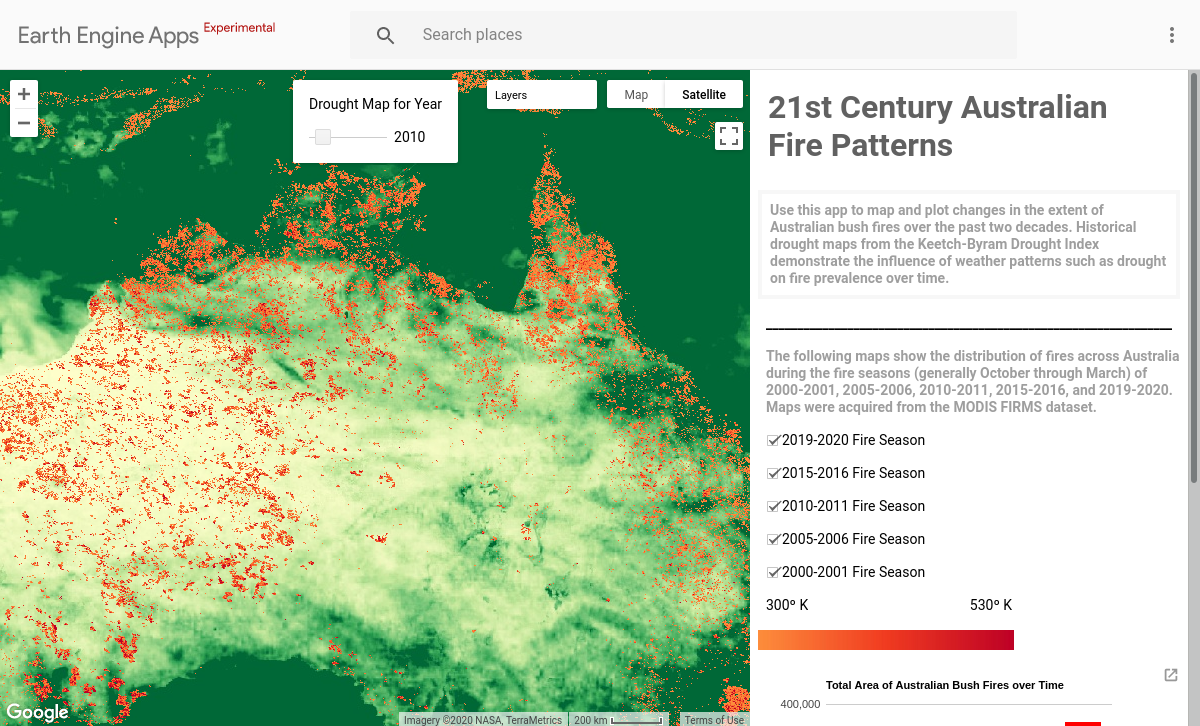 Earth Engine Apps Experimental
Search places
+
−
Drought Map for Year
2010
Layers
Map Satellite
Google
Imagery ©2020 NASA, TerraMetrics 200 km Terms of Use
21st Century Australian
Fire Patterns
Use this app to map and plot changes in the extent of
Australian bush fires over the past two decades. Historical
drought maps from the Keetch-Byram Drought Index
demonstrate the influence of weather patterns such as drought
on fire prevalence over time.
The following maps show the distribution of fires across Australia
during the fire seasons (generally October through March) of
2000-2001, 2005-2006, 2010-2011, 2015-2016, and 2019-2020.
Maps were acquired from the MODIS FIRMS dataset.
2019-2020 Fire Season
2015-2016 Fire Season
2010-2011 Fire Season
2005-2006 Fire Season
2000-2001 Fire Season
300º K 530º K
Total Area of Australian Bush Fires over Time
400,000